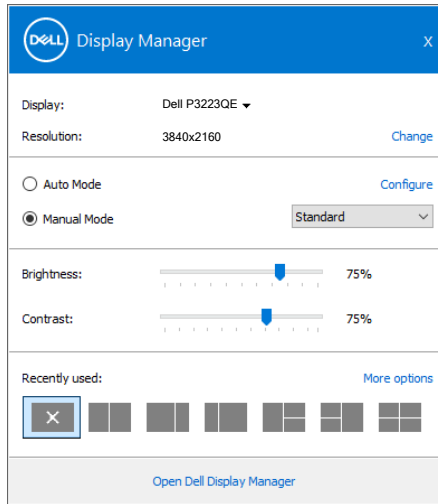 DELL Display Manager X
Display: Dell P3223QE
Resolution: 3840x2160 Change
Auto Mode Configure
Manual Mode Standard
Brightness: 75%
Contrast: 75%
Recently used: More options
Open Dell Display Manager